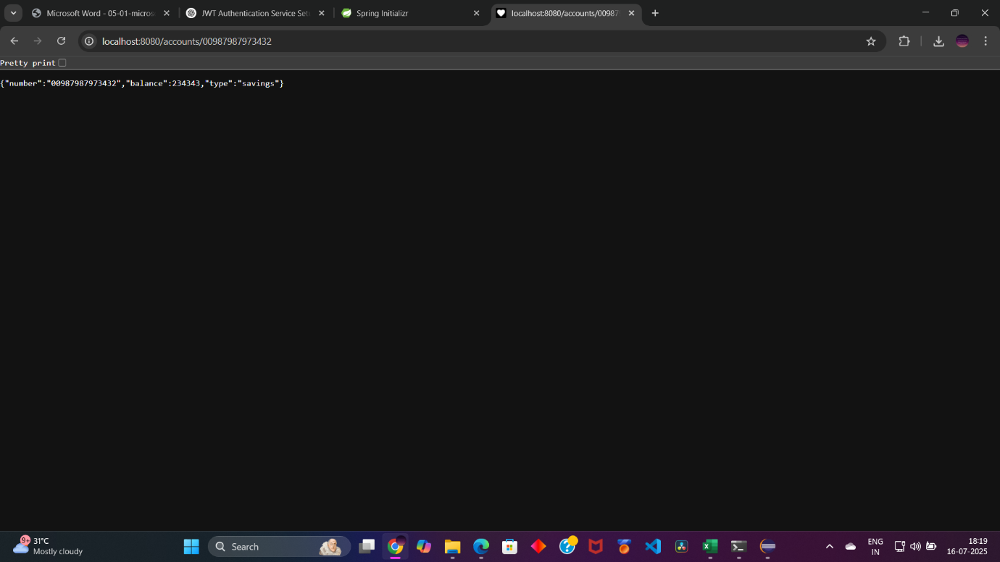 Microsoft Word - 05-01-micros
JWT Authentication Service Set
Spring Initializr
localhost:8080/accounts/00987
localhost:8080/accounts/00987987973432
Pretty print
{"number":"00987987973432","balance":234343,"type":"savings"}
9+
31°C
Mostly cloudy
Search
ENG
IN
18:19
16-07-2025